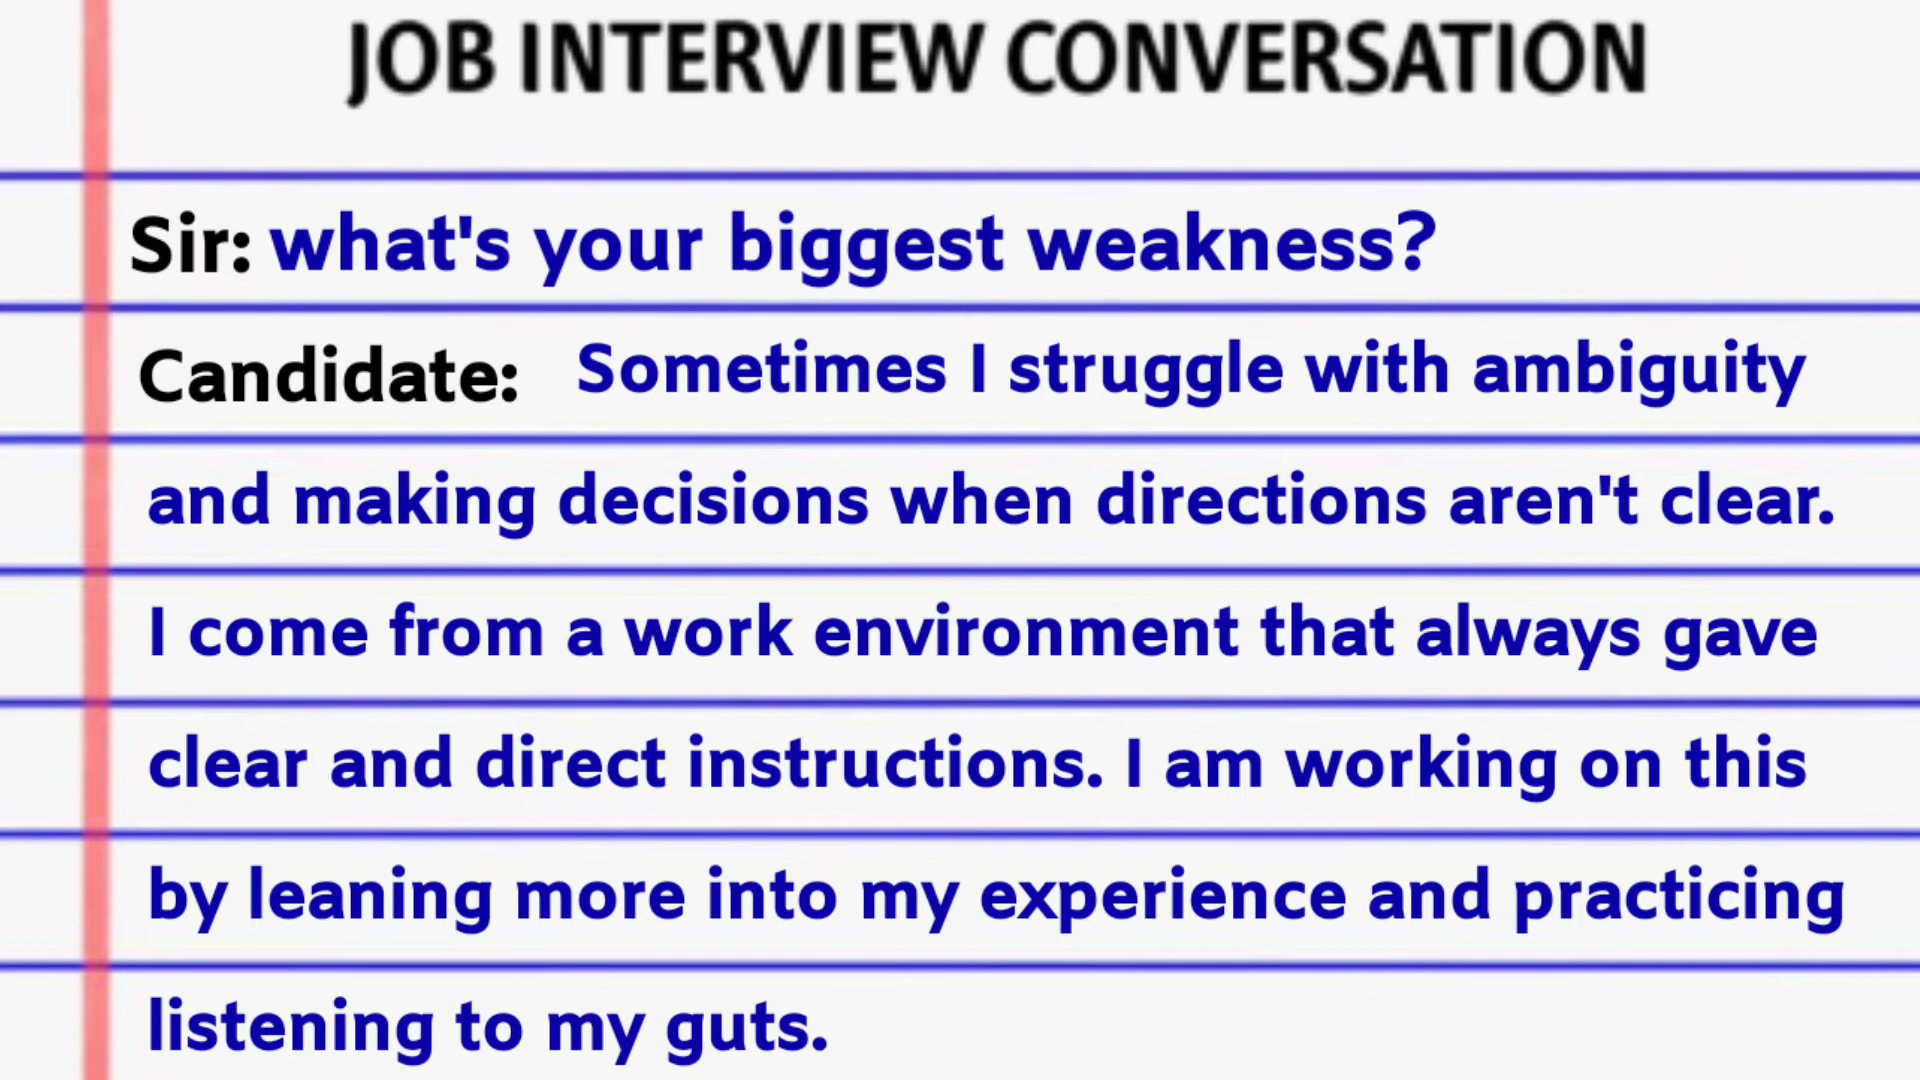 JOB INTERVIEW CONVERSATION
Sir: what's your biggest weakness?
Candidate: Sometimes I struggle with ambiguity
and making decisions when directions aren't clear.
I come from a work environment that always gave
clear and direct instructions. I am working on this
by leaning more into my experience and practicing
listening to my guts.